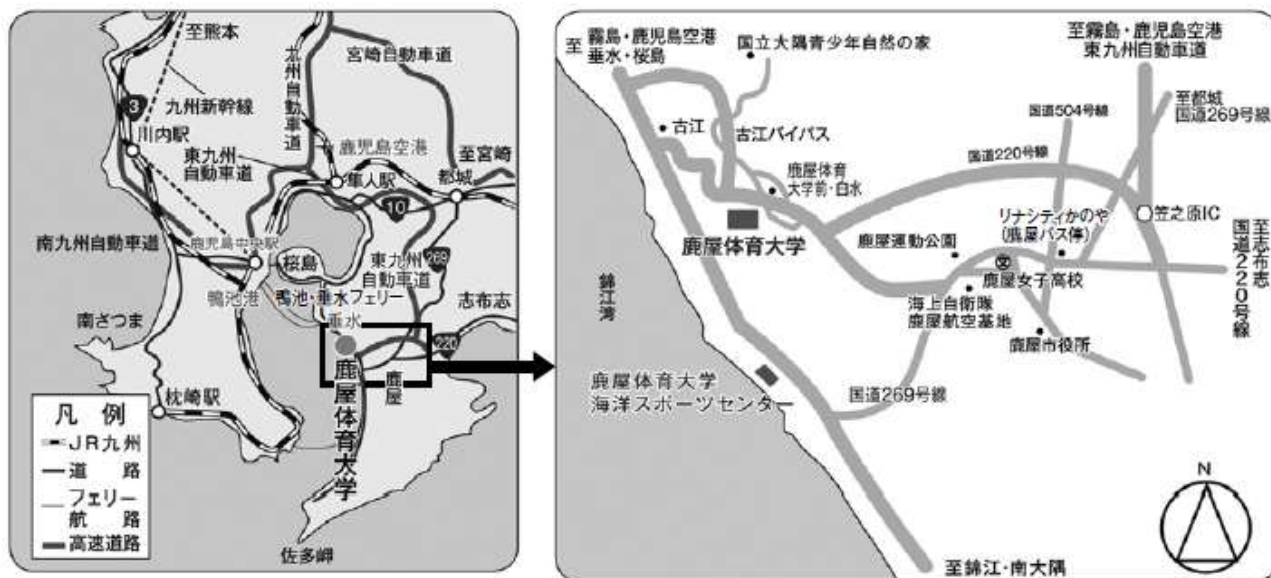 至熊本
九州自動車道
宮崎自動車道
3
九州新幹線
川内駅
東九州
自動車道
鹿児島空港
至宮崎
隼人駅
都城
10
南九州自動車道
鹿児島中央駅
桜島
東九州
自動車道
269
鴨池港
鴨池・垂水フェリー
志布志
垂水
南さつま
220
鹿屋
鹿屋体育大学
枕崎駅
凡例
JR九州
道路
フェリー
航路
高速道路
佐多岬
至
霧島・鹿児島空港
垂水・桜島
国立大隅青少年自然の家
至霧島・鹿児島空港
東九州自動車道
古江
古江バイパス
国道504号線
至都城
国道269号線
国道220号線
鹿屋体育
大学前・白水
鹿屋体育大学
鹿屋運動公園
リナシティかのや
(鹿屋バス停)
笠之原IC
至志布志
国道220号線
文
鹿屋女子高校
海上自衛隊
鹿屋航空基地
鹿屋市役所
錦江湾
鹿屋体育大学
海洋スポーツセンター
国道269号線
N
至錦江・南大隅